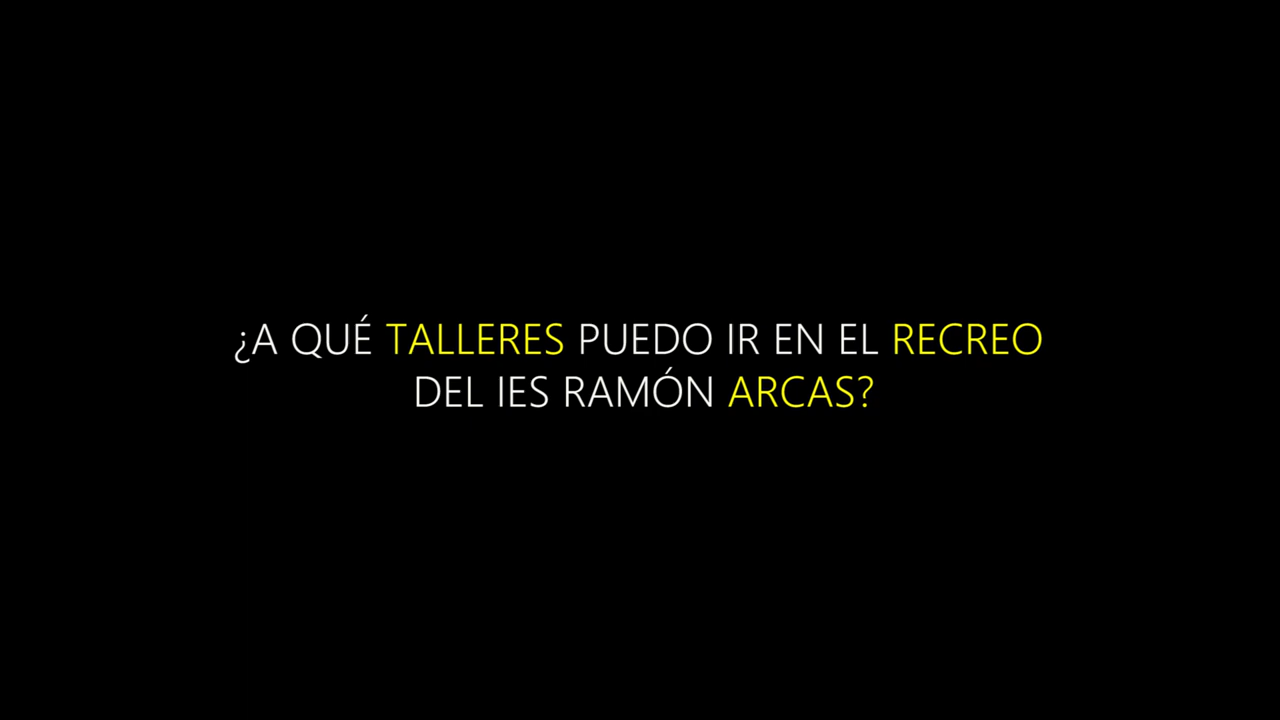 ¿A QUÉ TALLERES PUEDO IR EN EL RECREO
DEL IES RAMÓN ARCAS?